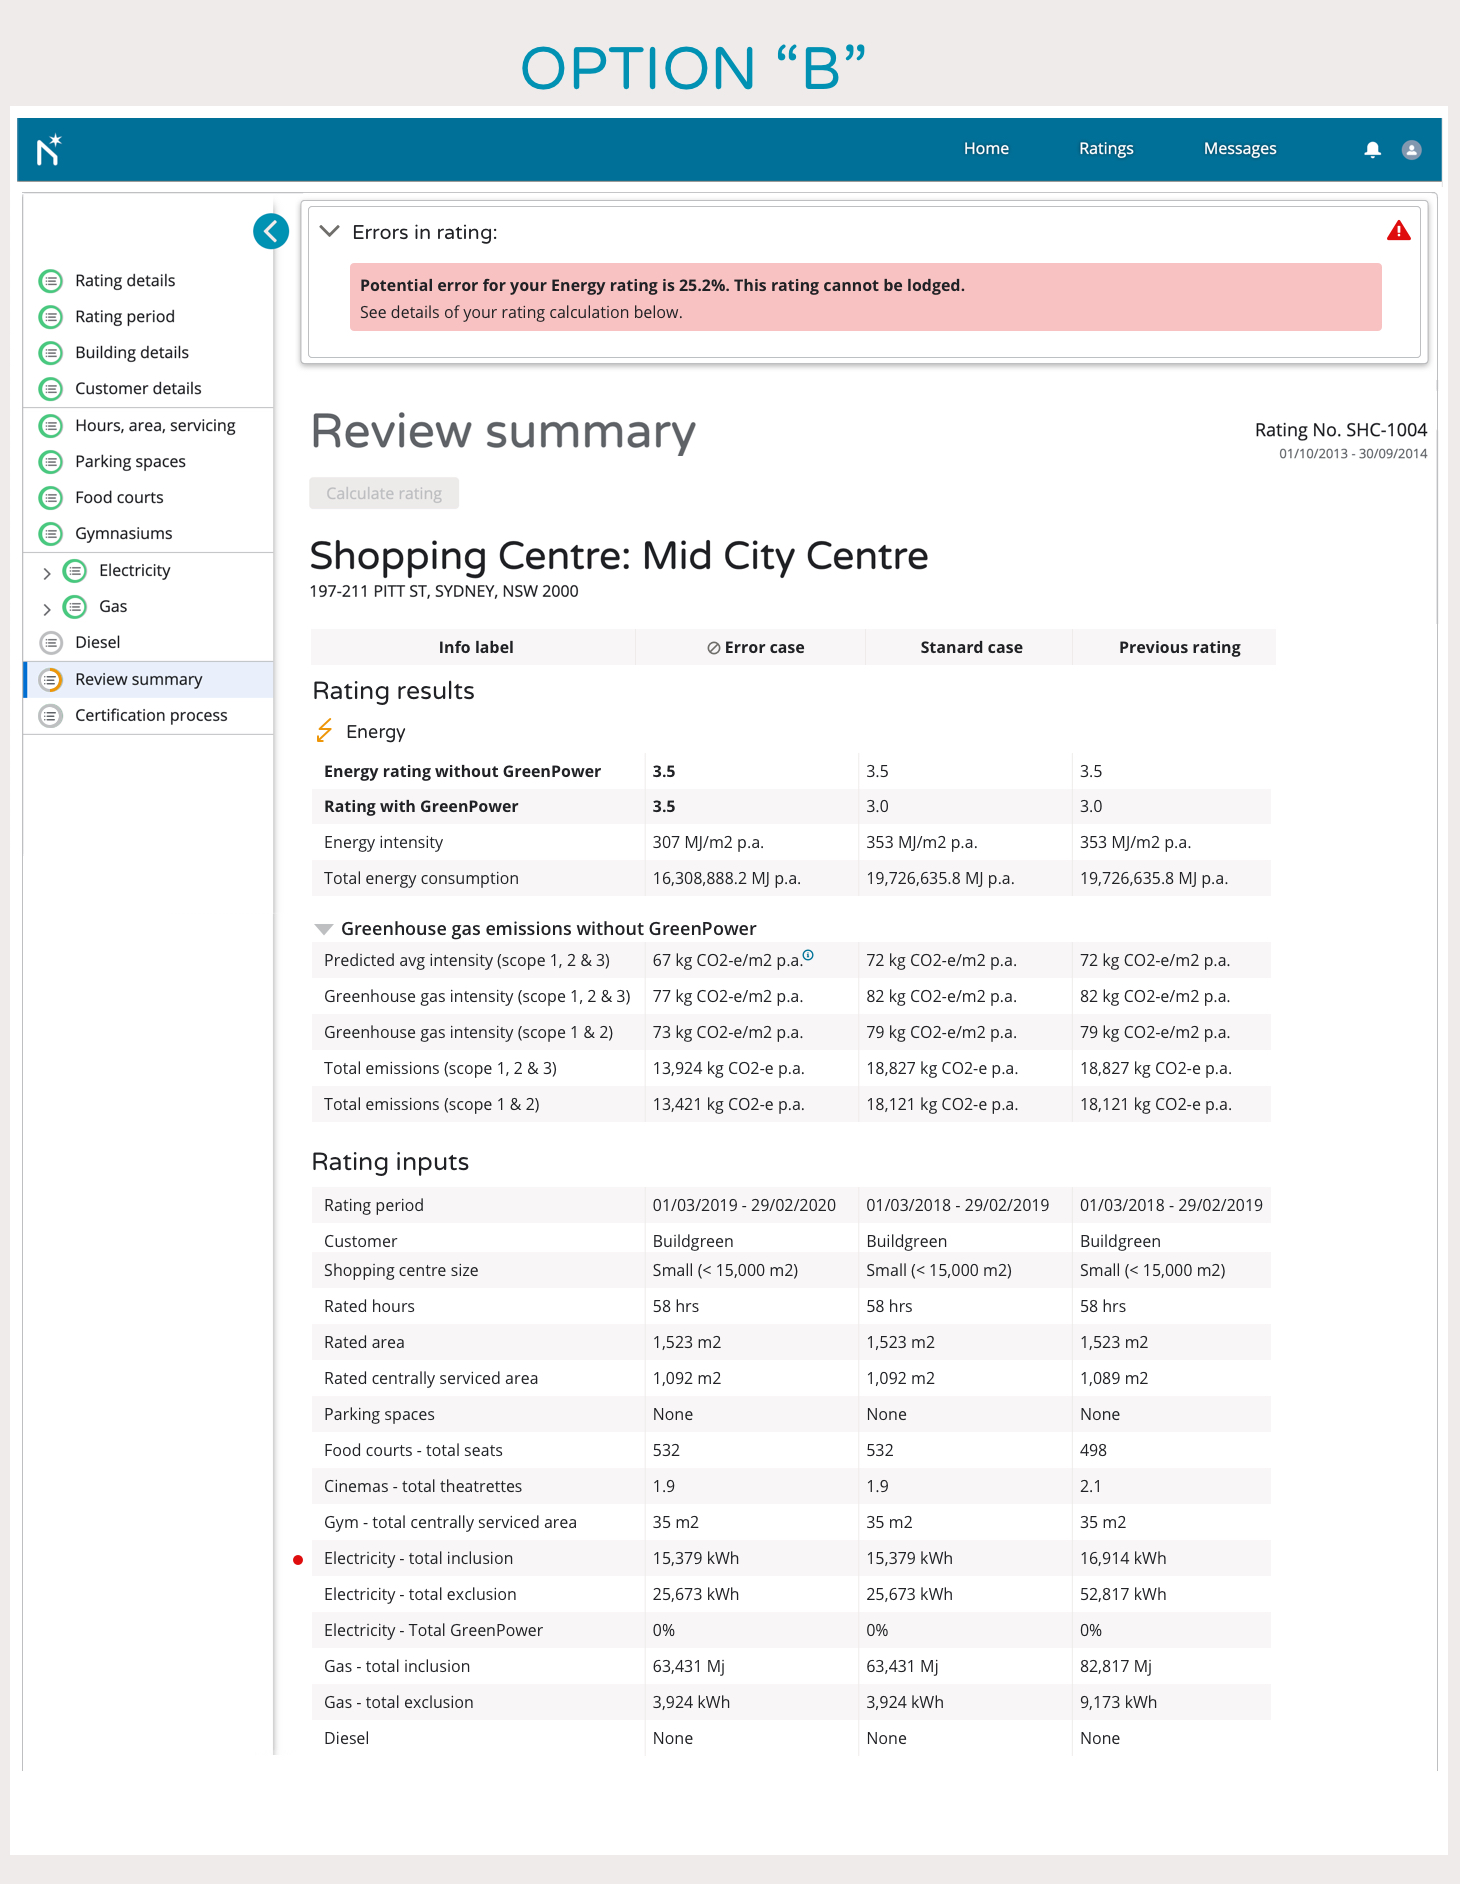 OPTION “B”
Home Ratings Messages
Errors in rating:
Potential error for your Energy rating is 25.2%. This rating cannot be lodged.
See details of your rating calculation below.
Rating details
Rating period
Building details
Customer details
Hours, area, servicing
Parking spaces
Food courts
Gymnasiums
Electricity
Gas
Diesel
Review summary
Certification process
Review summary
Rating No. SHC-1004
01/10/2013 - 30/09/2014
Calculate rating
Shopping Centre: Mid City Centre
197-211 PITT ST, SYDNEY, NSW 2000
Info label Error case Stanard case Previous rating
Rating results
Energy
Energy rating without GreenPower 3.5 3.5 3.5
Rating with GreenPower 3.5 3.0 3.0
Energy intensity 307 MJ/m2 p.a. 353 MJ/m2 p.a. 353 MJ/m2 p.a.
Total energy consumption 16,308,888.2 MJ p.a. 19,726,635.8 MJ p.a. 19,726,635.8 MJ p.a.
Greenhouse gas emissions without GreenPower
Predicted avg intensity (scope 1, 2 & 3) 67 kg CO2-e/m2 p.a. 72 kg CO2-e/m2 p.a. 72 kg CO2-e/m2 p.a.
Greenhouse gas intensity (scope 1, 2 & 3) 77 kg CO2-e/m2 p.a. 82 kg CO2-e/m2 p.a. 82 kg CO2-e/m2 p.a.
Greenhouse gas intensity (scope 1 & 2) 73 kg CO2-e/m2 p.a. 79 kg CO2-e/m2 p.a. 79 kg CO2-e/m2 p.a.
Total emissions (scope 1, 2 & 3) 13,924 kg CO2-e p.a. 18,827 kg CO2-e p.a. 18,827 kg CO2-e p.a.
Total emissions (scope 1 & 2) 13,421 kg CO2-e p.a. 18,121 kg CO2-e p.a. 18,121 kg CO2-e p.a.
Rating inputs
Rating period 01/03/2019 - 29/02/2020 01/03/2018 - 29/02/2019 01/03/2018 - 29/02/2019
Customer Buildgreen Buildgreen Buildgreen
Shopping centre size Small (< 15,000 m2) Small (< 15,000 m2) Small (< 15,000 m2)
Rated hours 58 hrs 58 hrs 58 hrs
Rated area 1,523 m2 1,523 m2 1,523 m2
Rated centrally serviced area 1,092 m2 1,092 m2 1,089 m2
Parking spaces None None None
Food courts - total seats 532 532 498
Cinemas - total theatrettes 1.9 1.9 2.1
Gym - total centrally serviced area 35 m2 35 m2 35 m2
Electricity - total inclusion 15,379 kWh 15,379 kWh 16,914 kWh
Electricity - total exclusion 25,673 kWh 25,673 kWh 52,817 kWh
Electricity - Total GreenPower 0% 0% 0%
Gas - total inclusion 63,431 Mj 63,431 Mj 82,817 Mj
Gas - total exclusion 3,924 kWh 3,924 kWh 9,173 kWh
Diesel None None None